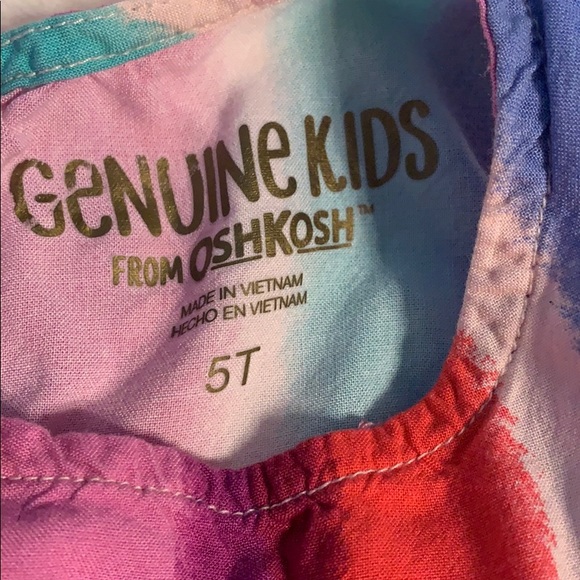 GeNUINe KIDS
FROM OSHKOSH™
MADE IN VIETNAM
HECHO EN VIETNAM
5T